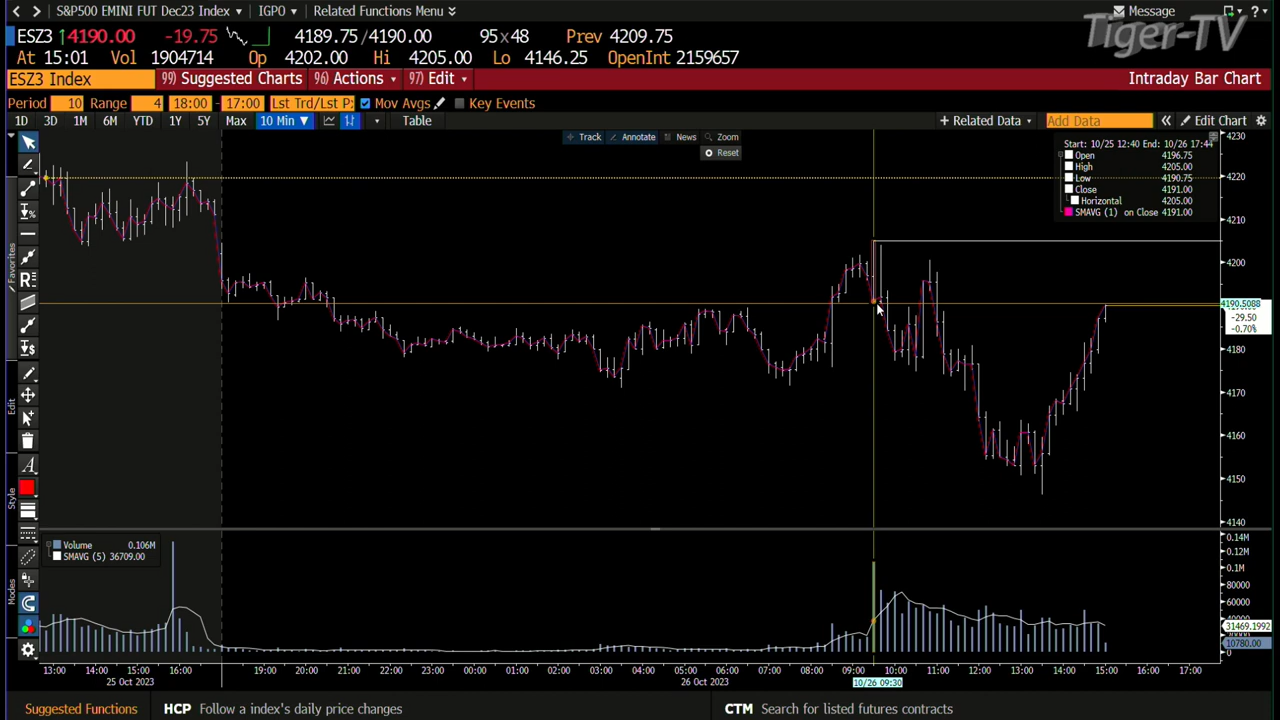 S&P500 EMINI FUT Dec23 Index IGPO Related Functions Menu Message
Tiger-TV
ESZ3 ↑4190.00 -19.75 4189.75/4190.00 95×48 Prev 4209.75
At 15:01 Vol 1904714 Op 4202.00 Hi 4205.00 Lo 4146.25 OpenInt 2159657
ESZ3 Index 99) Suggested Charts 96) Actions 97) Edit Intraday Bar Chart
Period 10 Range 4 18:00 - 17:00 Lst Trd/Lst P: Mov Avgs Key Events
1D 3D 1M 6M YTD 1Y 5Y Max 10 Min ▼ Table + Related Data Add Data « Edit Chart
Track Annotate News Zoom
Reset
Start: 10/25 12:40 End: 10/26 17:44
Open 4196.75
High 4205.00
Low 4190.75
Close 4191.00
Horizontal 4205.00
SMAVG (1) on Close 4191.00
4230
4220
4210
4200
4190.5088
-29.50
-0.70%
4180
4170
4160
4150
4140
Favorites
Edit
Style
Modes
Volume 0.106M
SMAVG (5) 36709.00
0.14M
0.12M
0.1M
80000
60000
31469.1992
10780.00
0
13:00 14:00 15:00 16:00 19:00 20:00 21:00 22:00 23:00 00:00 01:00 02:00 03:00 04:00 05:00 06:00 07:00 08:00 09:00 10:00 11:00 12:00 13:00 14:00 15:00 16:00 17:00
25 Oct 2023 26 Oct 2023 10/26 09:30
Suggested Functions HCP Follow a index's daily price changes CTM Search for listed futures contracts